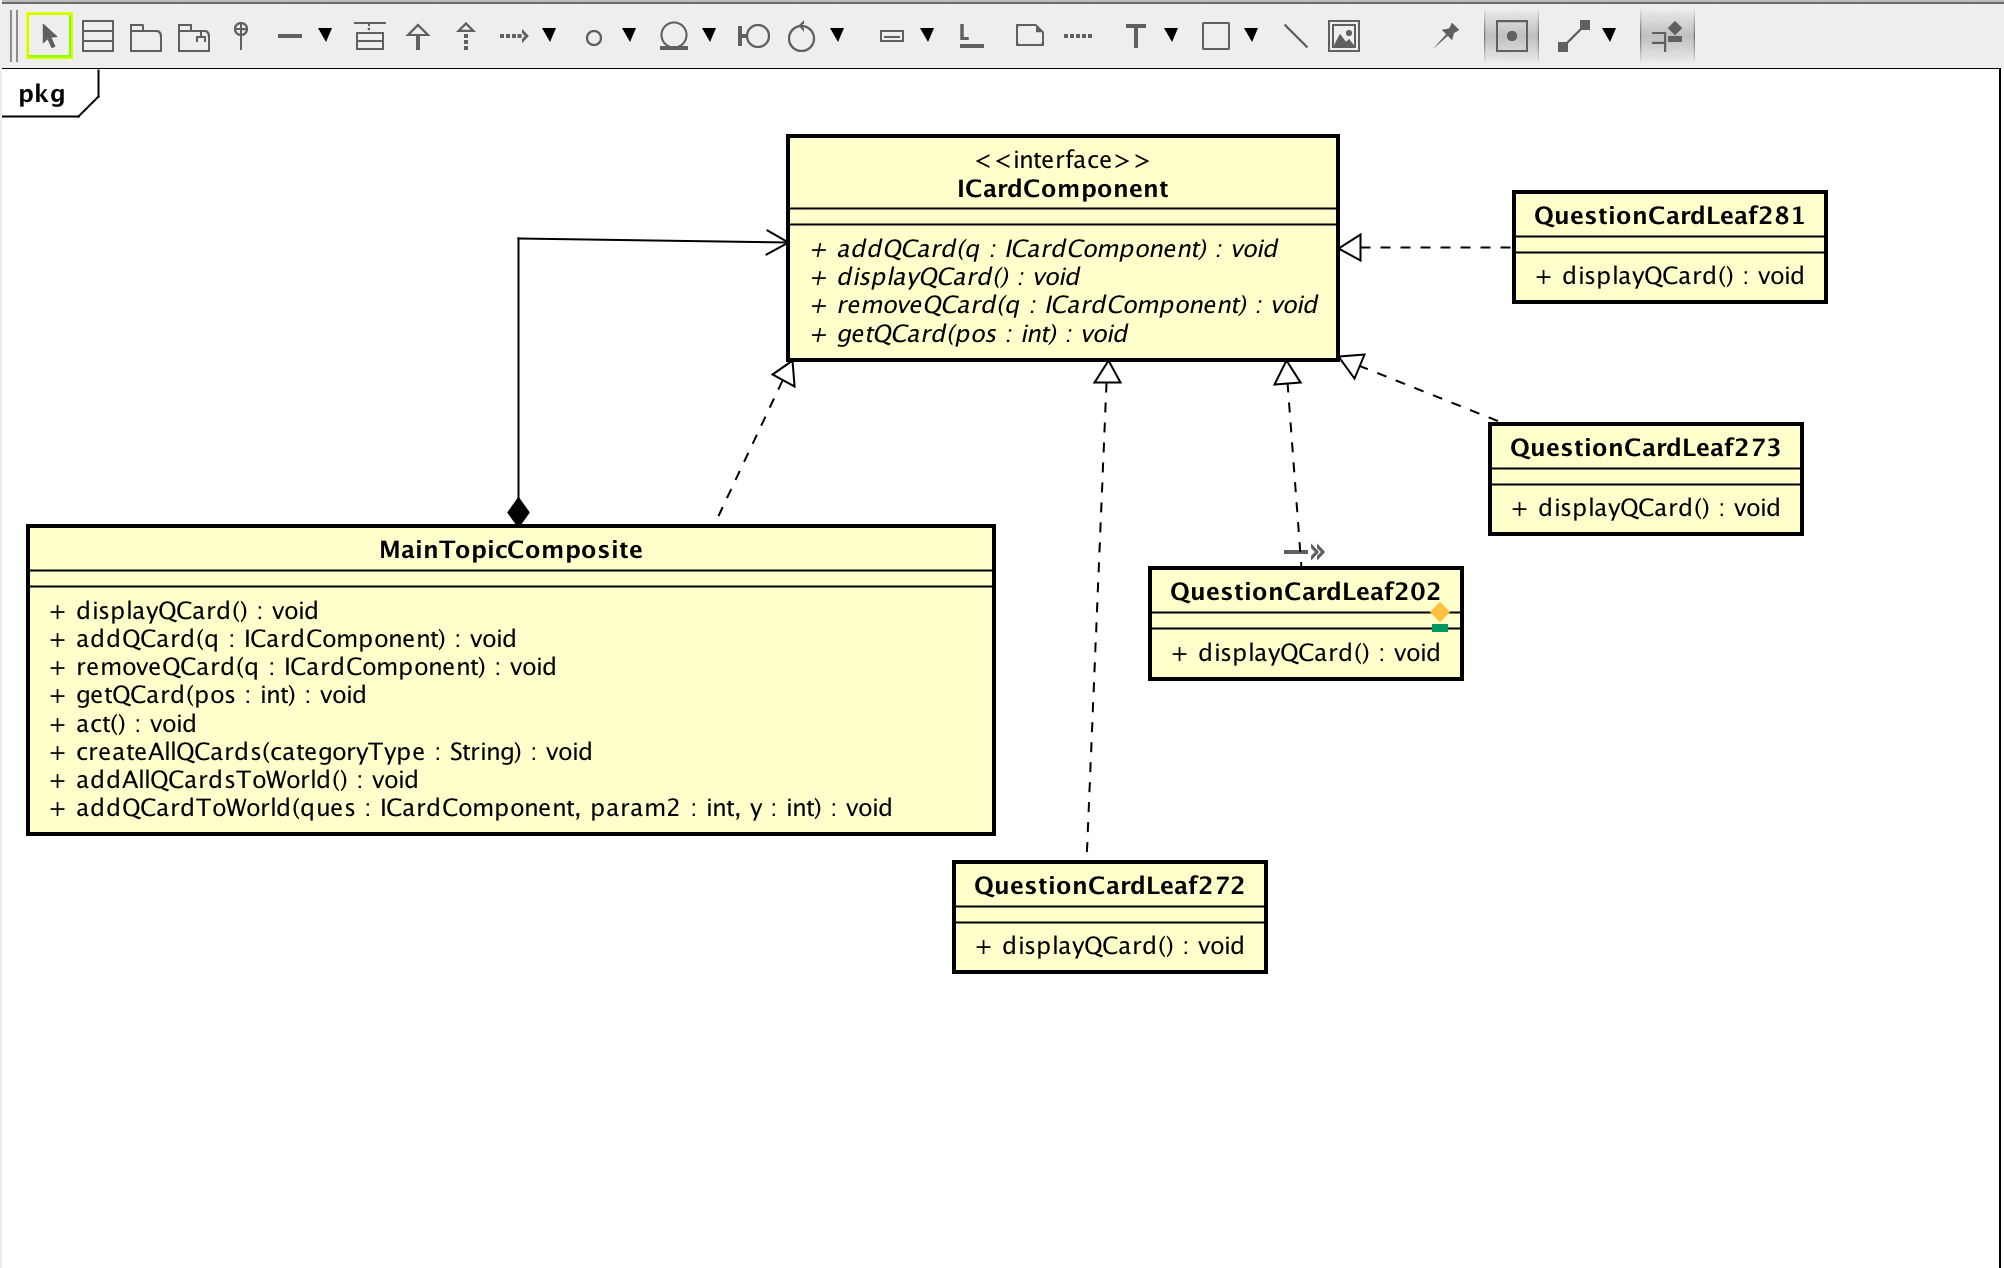 pkg
<<interface>>
ICardComponent
+ addQCard(q : ICardComponent) : void
+ displayQCard() : void
+ removeQCard(q : ICardComponent) : void
+ getQCard(pos : int) : void
QuestionCardLeaf281
+ displayQCard() : void
QuestionCardLeaf273
+ displayQCard() : void
MainTopicComposite
+ displayQCard() : void
+ addQCard(q : ICardComponent) : void
+ removeQCard(q : ICardComponent) : void
+ getQCard(pos : int) : void
+ act() : void
+ createAllQCards(categoryType : String) : void
+ addAllQCardsToWorld() : void
+ addQCardToWorld(ques : ICardComponent, param2 : int, y : int) : void
QuestionCardLeaf202
+ displayQCard() : void
QuestionCardLeaf272
+ displayQCard() : void